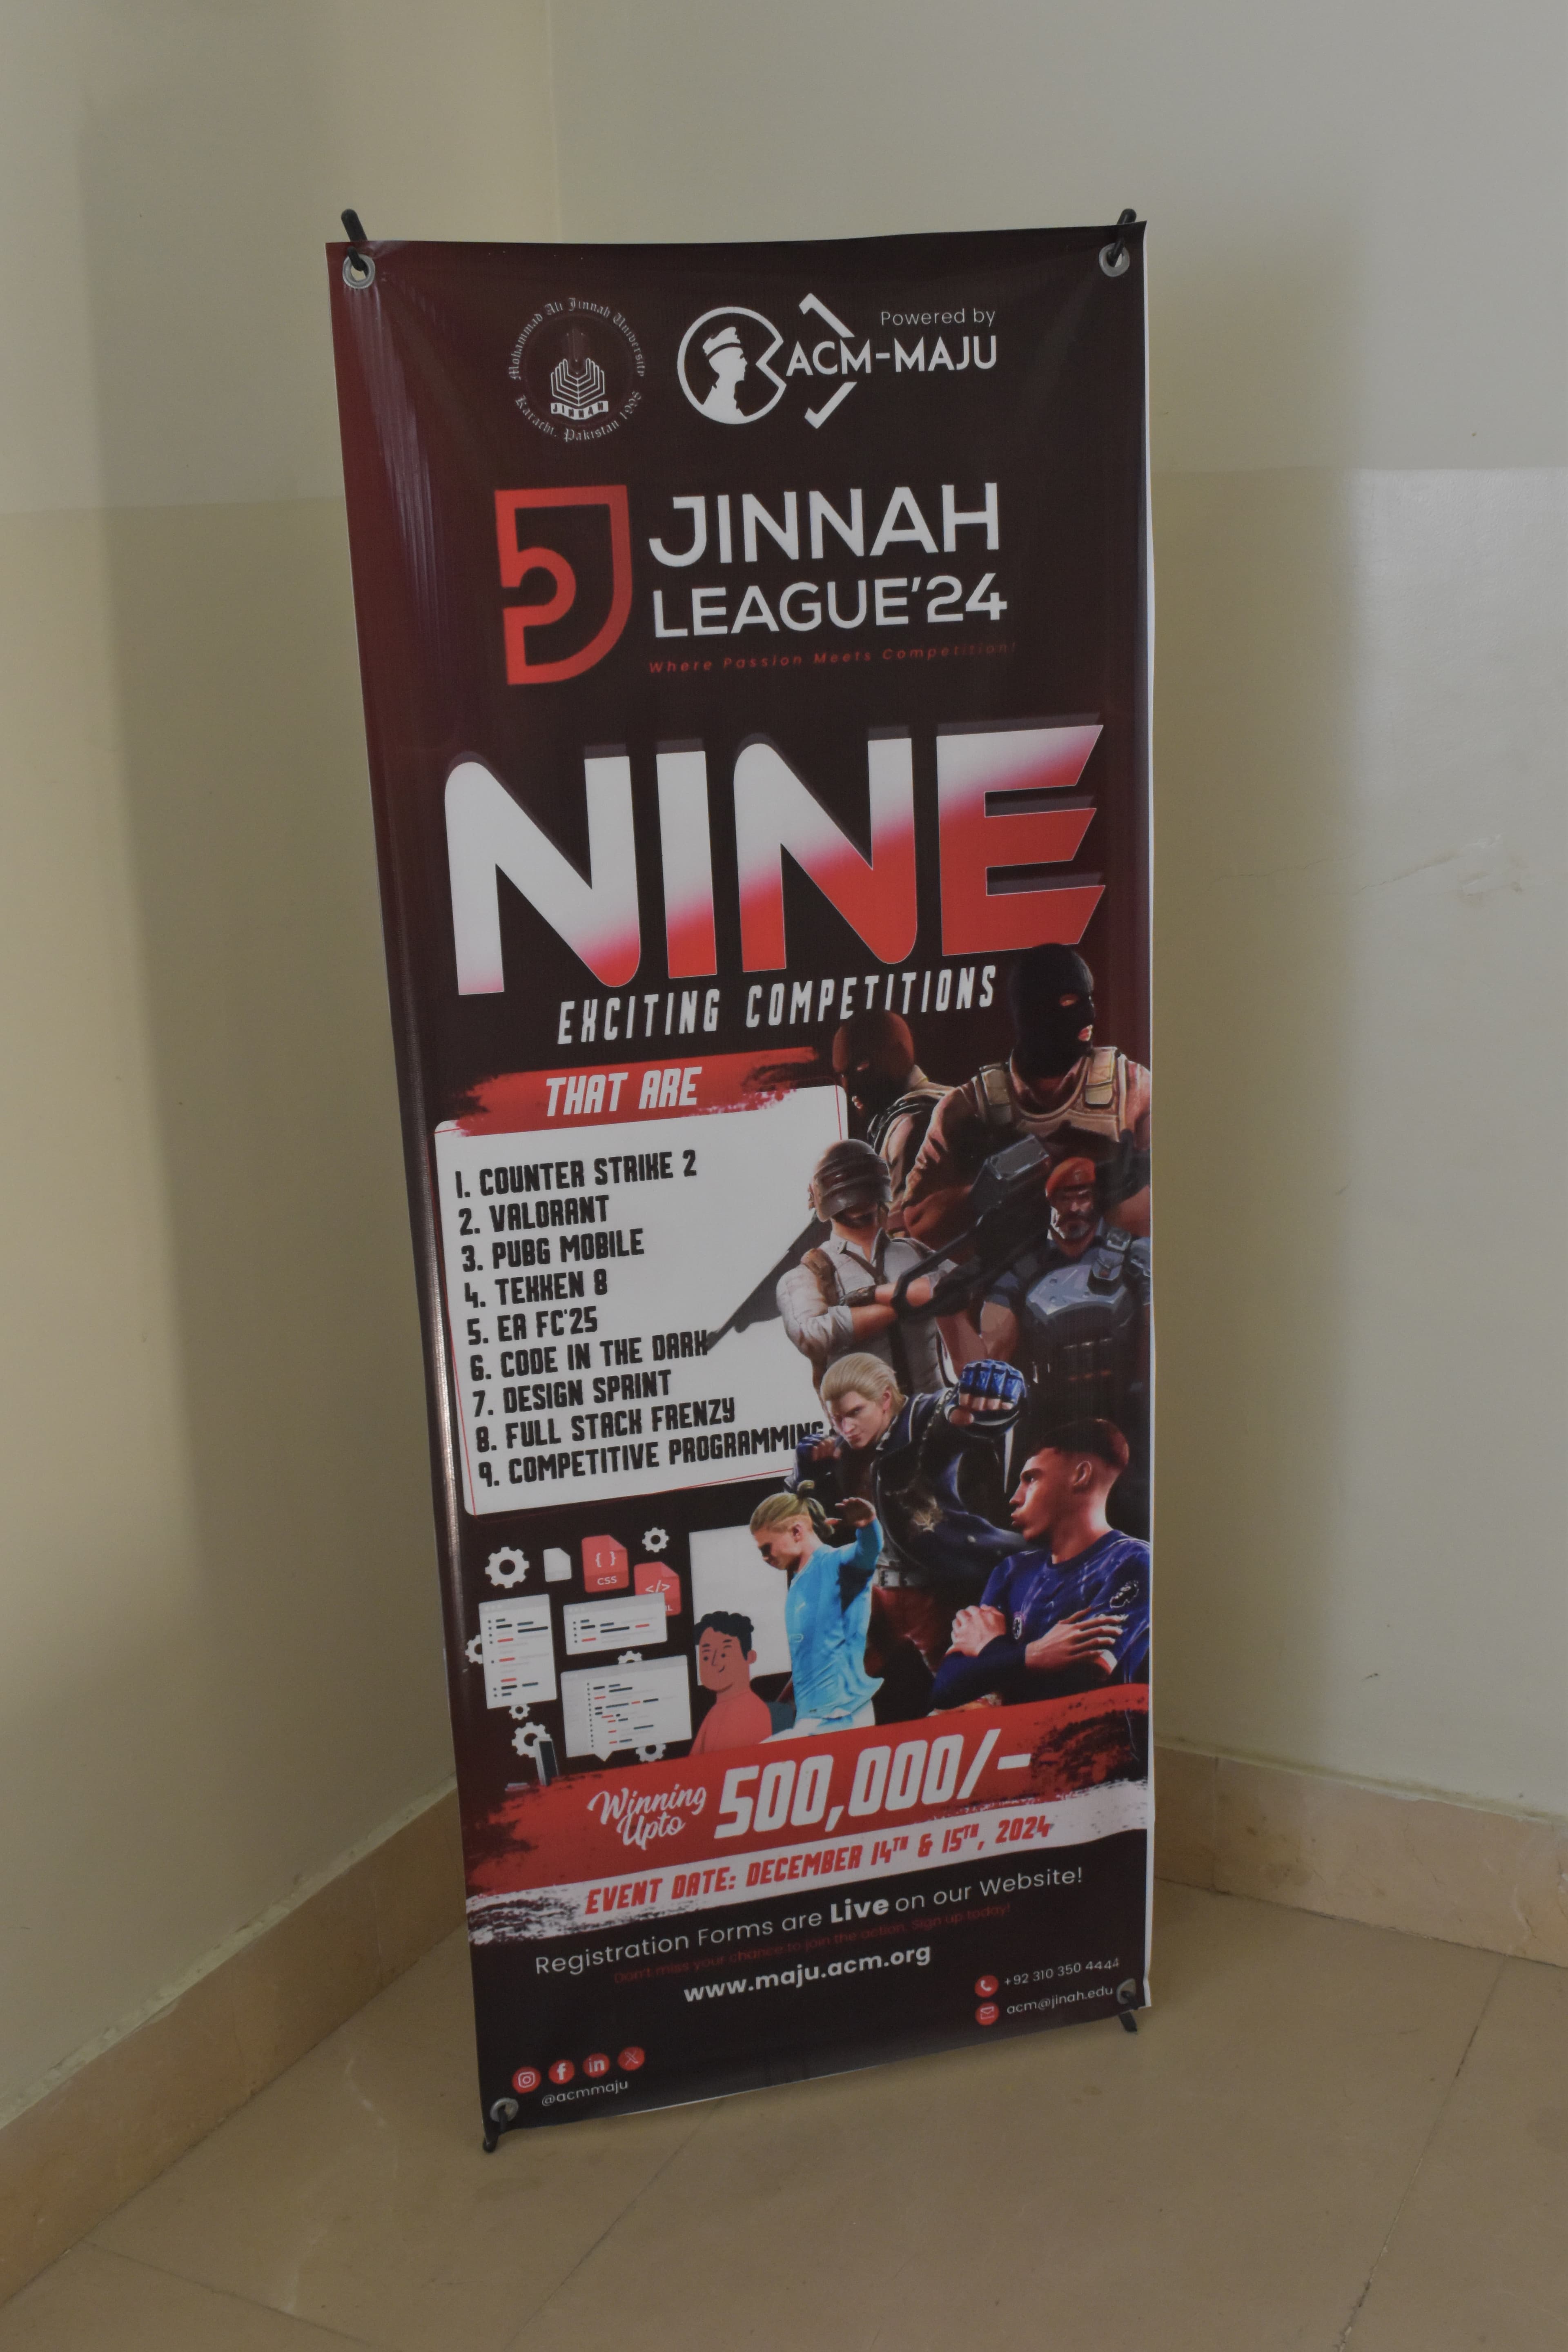 Mohammad Ali Jinnah University
Karachi, Pakistan 1998
JINNAH
Powered by
ACM-MAJU
JINNAH
LEAGUE'24
Where Passion Meets Competition!
NINE
EXCITING COMPETITIONS
THAT ARE
1. COUNTER STRIKE 2
2. VALORANT
3. PUBG MOBILE
4. TEKKEN 8
5. EA FC'25
6. CODE IN THE DARK
7. DESIGN SPRINT
8. FULL STACK FRENZY
9. COMPETITIVE PROGRAMMING
{ }
CSS
</>
Winning
Upto
500,000/-
EVENT DATE: DECEMBER 14TH & 15TH, 2024
Registration Forms are Live on our Website!
Don't miss your chance to join the action. Sign up today!
www.maju.acm.org
+92 310 350 4444
acm@jinah.edu
@acmmaju